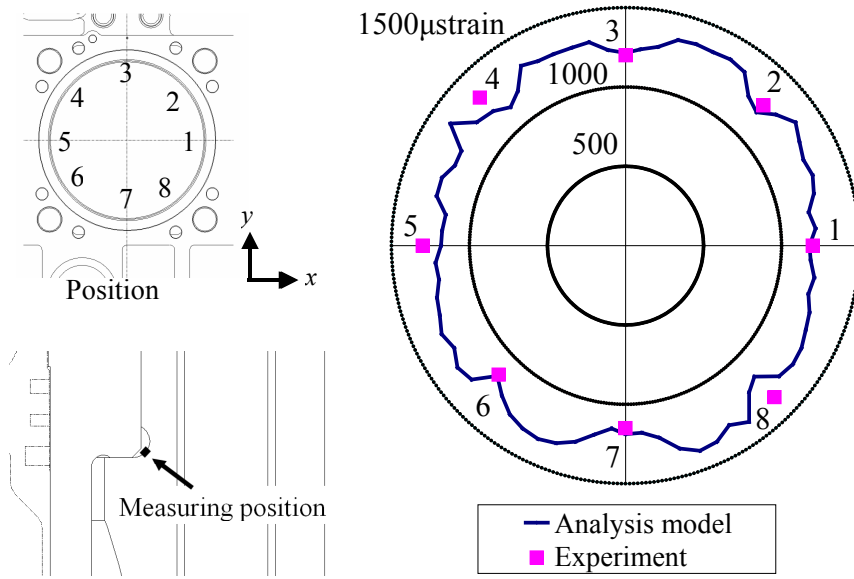 3
4
2
5
1
6
8
7
y
x
Position
Measuring position
1500μstrain
3
1000
4
2
500
5
1
6
8
7
Analysis model
Experiment